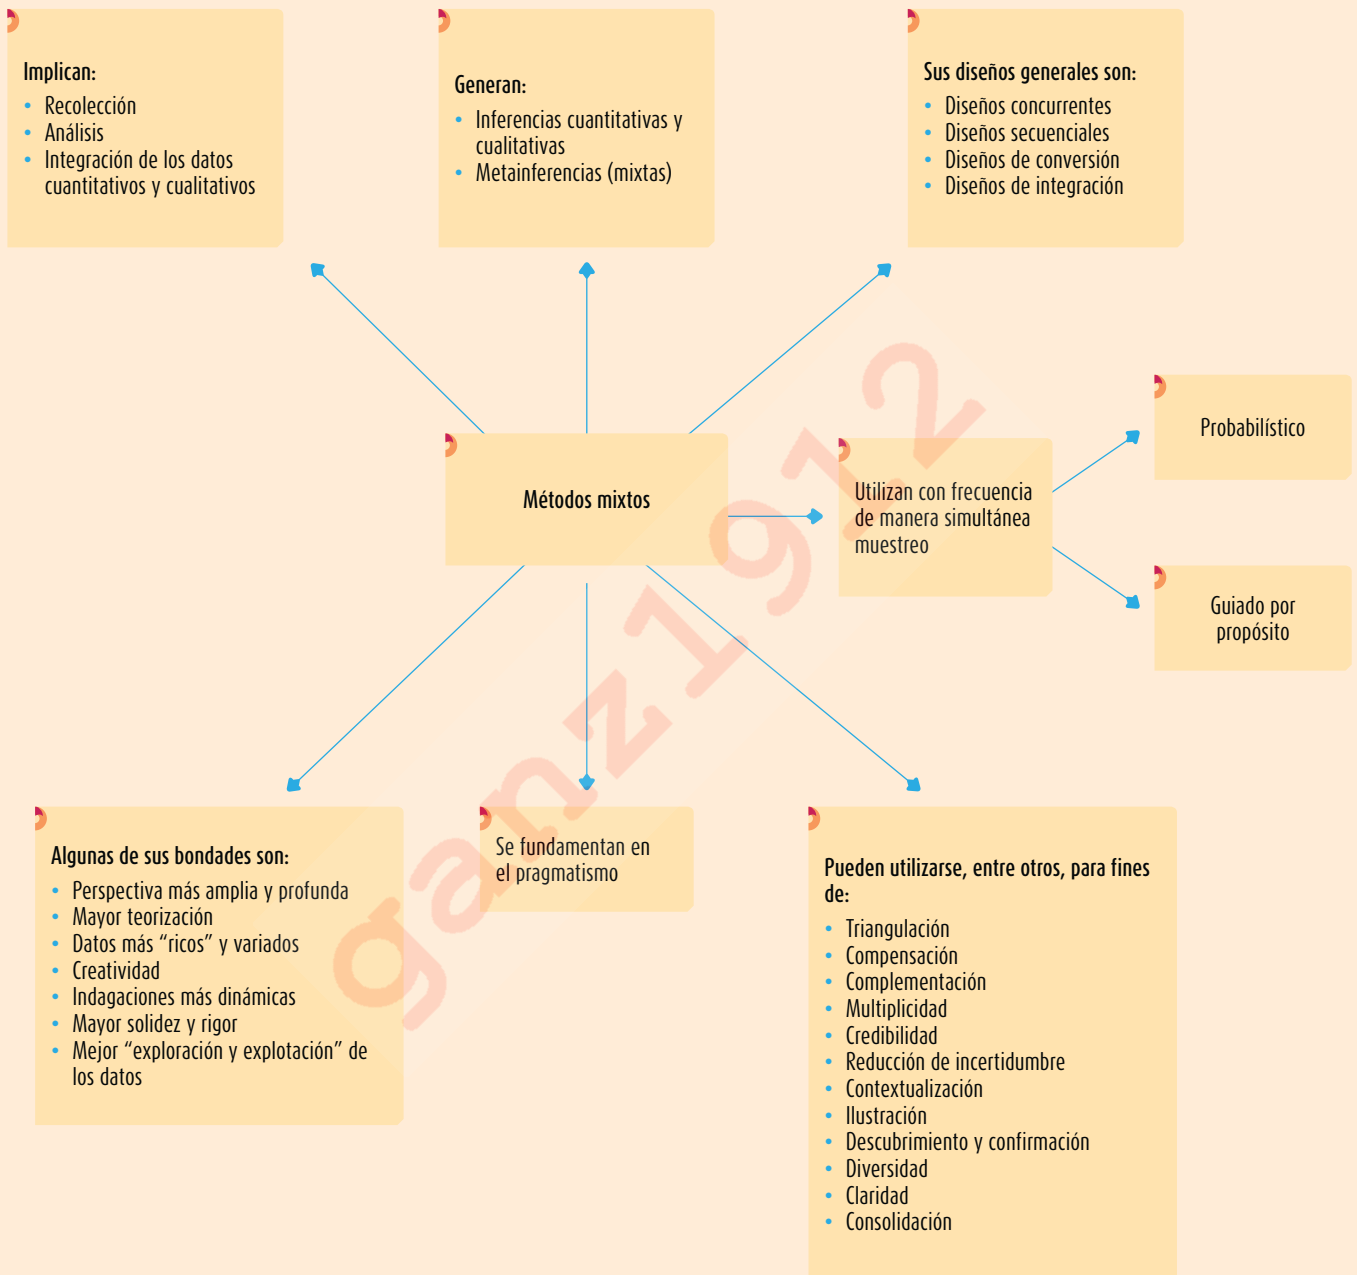 Implican:
• Recolección
• Análisis
• Integración de los datos
cuantitativos y cualitativos
Generan:
• Inferencias cuantitativas y
cualitativas
• Metainferencias (mixtas)
Sus diseños generales son:
• Diseños concurrentes
• Diseños secuenciales
• Diseños de conversión
• Diseños de integración
Métodos mixtos
Utilizan con frecuencia
de manera simultánea
muestreo
Probabilístico
Guiado por
propósito
Algunas de sus bondades son:
• Perspectiva más amplia y profunda
• Mayor teorización
• Datos más “ricos” y variados
• Creatividad
• Indagaciones más dinámicas
• Mayor solidez y rigor
• Mejor “exploración y explotación” de
los datos
Se fundamentan en
el pragmatismo
Pueden utilizarse, entre otros, para fines
de:
• Triangulación
• Compensación
• Complementación
• Multiplicidad
• Credibilidad
• Reducción de incertidumbre
• Contextualización
• Ilustración
• Descubrimiento y confirmación
• Diversidad
• Claridad
• Consolidación
ganz1912